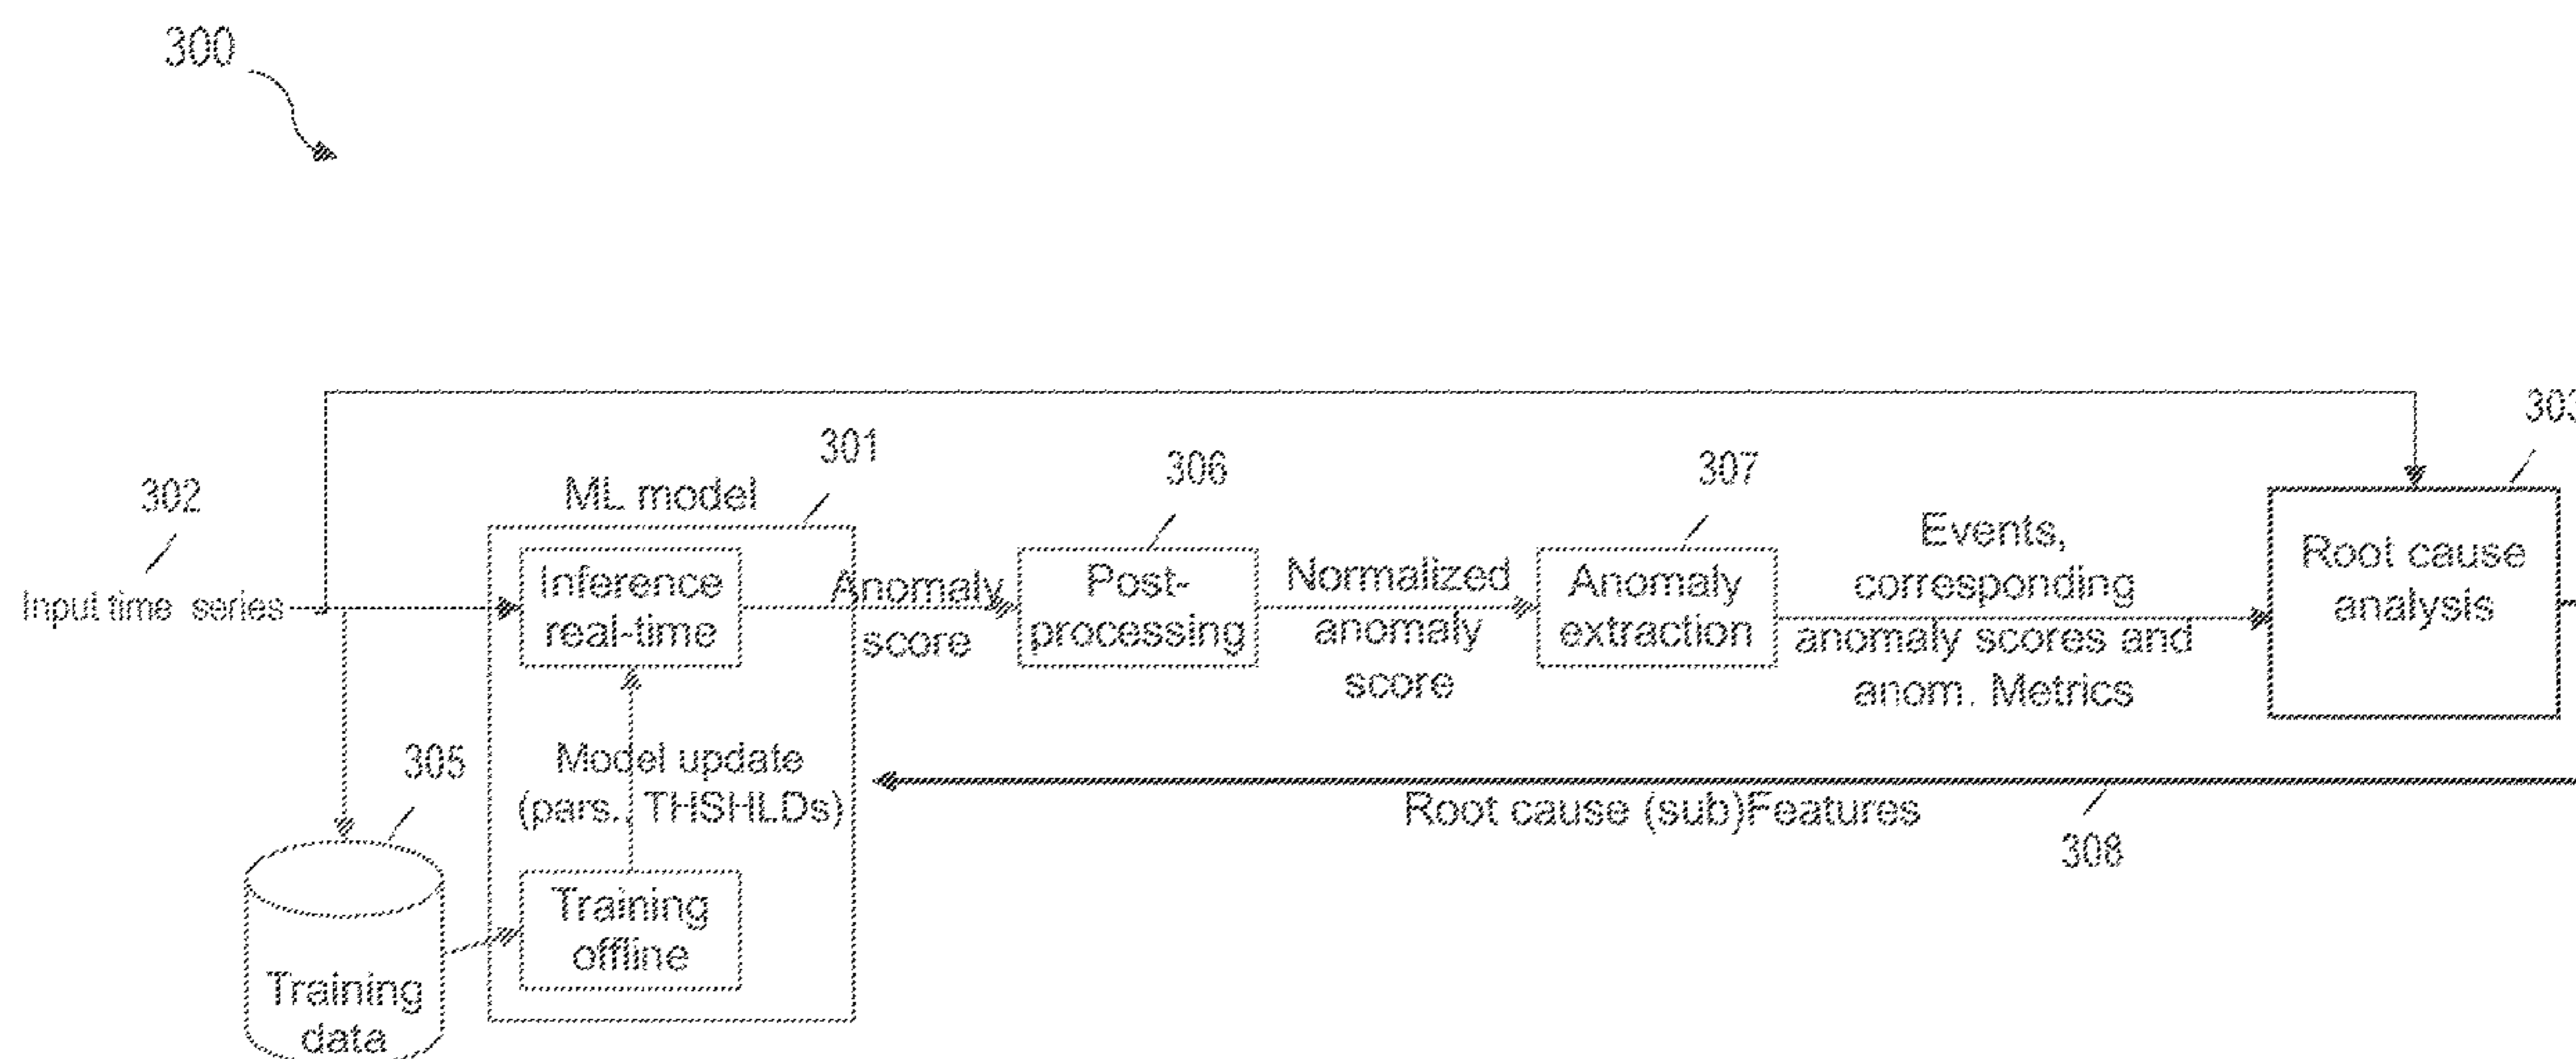 300
303
301
306
307
302
ML model
Input time series
Inference
real-time
Anomaly
score
Post-
processing
Normalized
anomaly
score
Anomaly
extraction
Events,
corresponding
anomaly scores and
anom. Metrics
Root cause
analysis
305
Model update
(pars., THSHLDs)
Root cause (sub)Features
308
Training
offline
Training
data